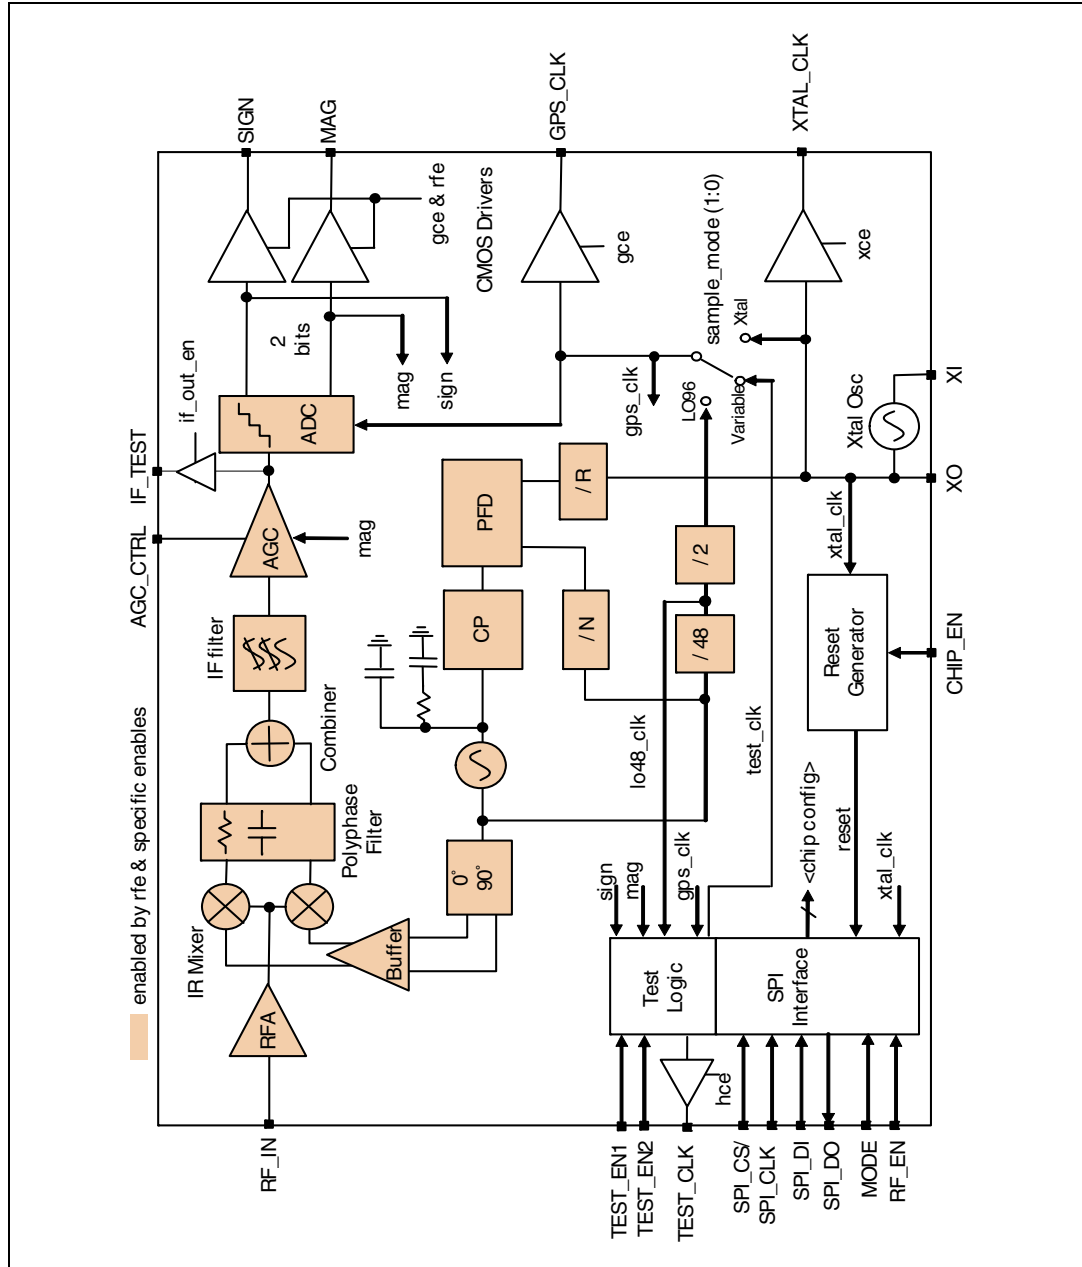 enabled by rfe & specific enables
AGC_CTRL
IF_TEST
if_out_en
RF_IN
RFA
IR Mixer
Polyphase
Filter
Combiner
IF filter
AGC
mag
ADC
2
bits
mag
sign
SIGN
MAG
gce & rfe
CMOS Drivers
Buffer
0°
90°
CP
PFD
/ R
/ N
/ 48
/ 2
gps_clk
LO96
Variable
Xtal
sample_mode (1:0)
gce
GPS_CLK
xce
XTAL_CLK
lo48_clk
test_clk
sign
mag
gps_clk
Test
Logic
SPI
Interface
hce
<chip config>
reset
xtal_clk
Reset
Generator
xtal_clk
Xtal Osc
TEST_EN1
TEST_EN2
TEST_CLK
SPI_CS/
SPI_CLK
SPI_DI
SPI_DO
MODE
RF_EN
CHIP_EN
XO
XI